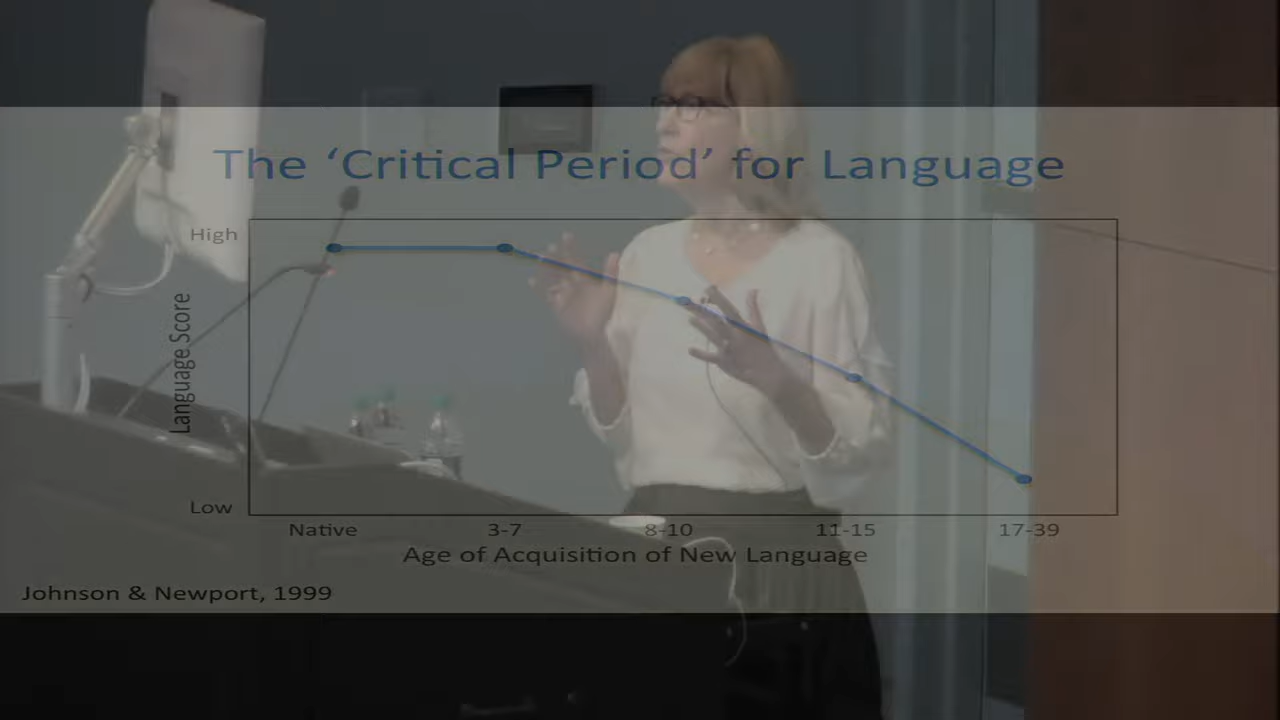 The ‘Critical Period’ for Language
High
Language Score
Low
Native 3-7 8-10 11-15 17-39
Age of Acquisition of New Language
Johnson & Newport, 1999